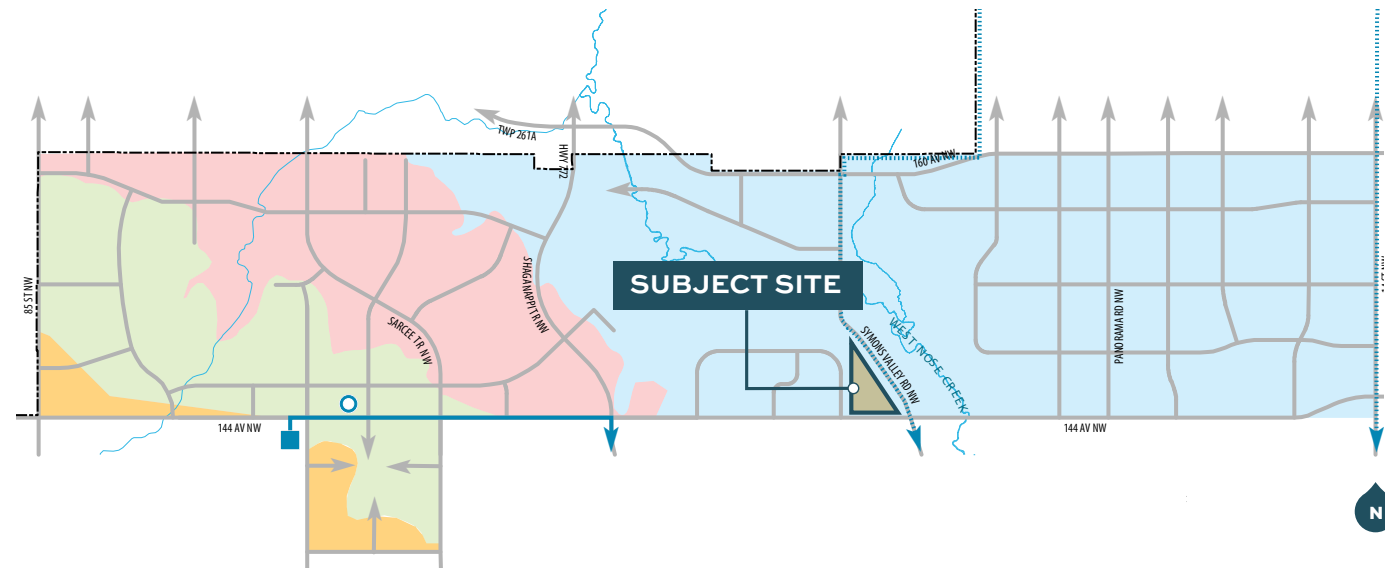 TWP 261A
HWY 772
160 AV NW
SUBJECT SITE
85 ST NW
SHAGANAPPI TR NW
SARCEE TR NW
SYMONS VALLEY RD NW
WEST NOSE CREEK
PANORAMA RD NW
144 AV NW
144 AV NW
N